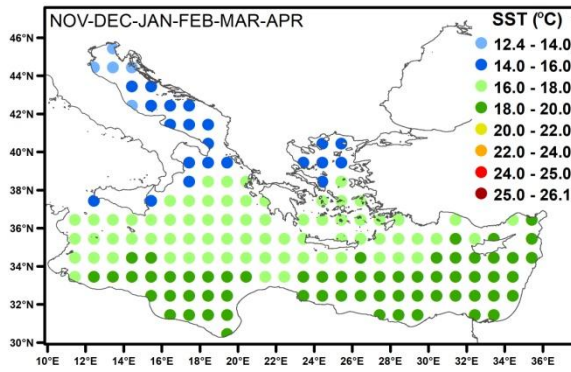 NOV-DEC-JAN-FEB-MAR-APR
SST (°C)
12.4 - 14.0
14.0 - 16.0
16.0 - 18.0
18.0 - 20.0
20.0 - 22.0
22.0 - 24.0
24.0 - 25.0
25.0 - 26.1
46°N
44°N
42°N
40°N
38°N
36°N
34°N
32°N
30°N
10°E 12°E 14°E 16°E 18°E 20°E 22°E 24°E 26°E 28°E 30°E 32°E 34°E 36°E